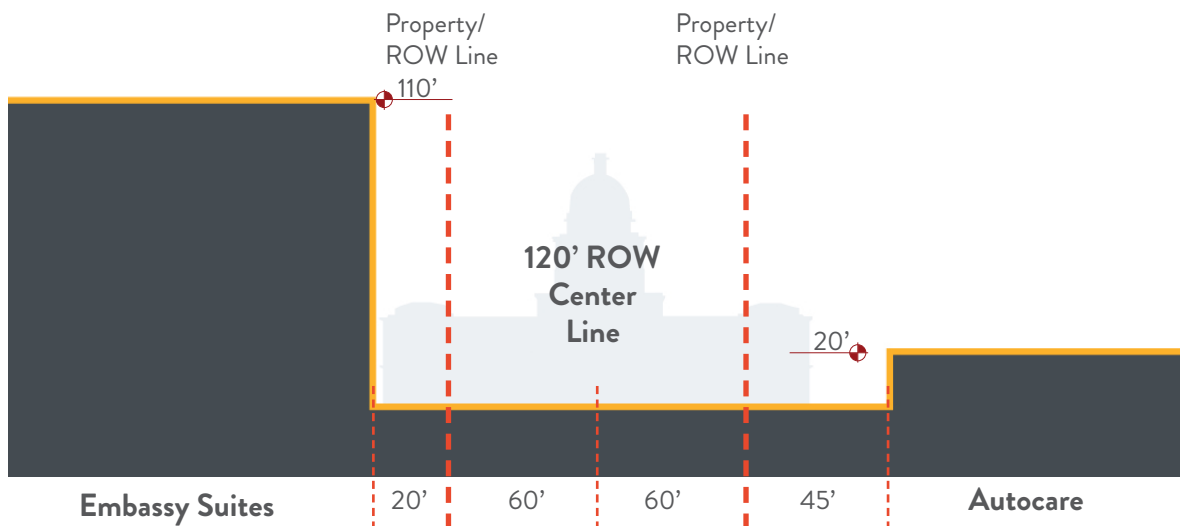 Property/
ROW Line
Property/
ROW Line
110’
120’ ROW
Center
Line
20’
Embassy Suites
20’
60’
60’
45’
Autocare